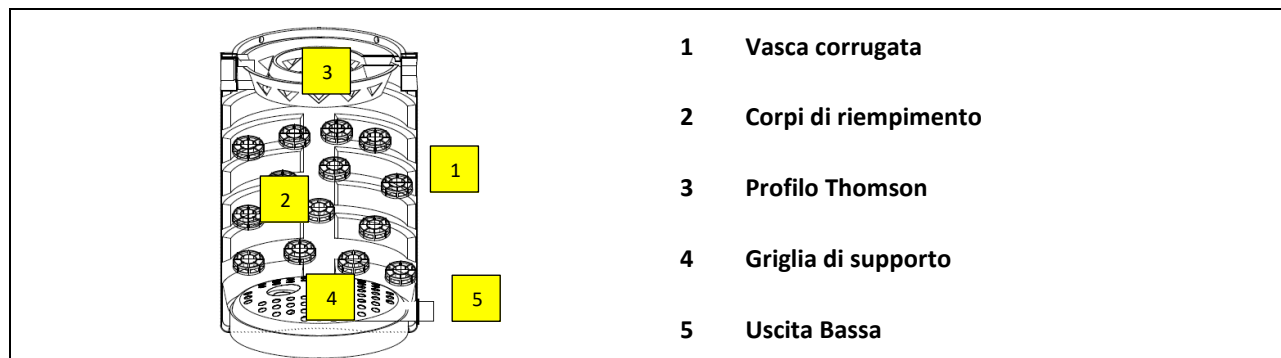 3
1
2
4
5
1 Vasca corrugata
2 Corpi di riempimento
3 Profilo Thomson
4 Griglia di supporto
5 Uscita Bassa